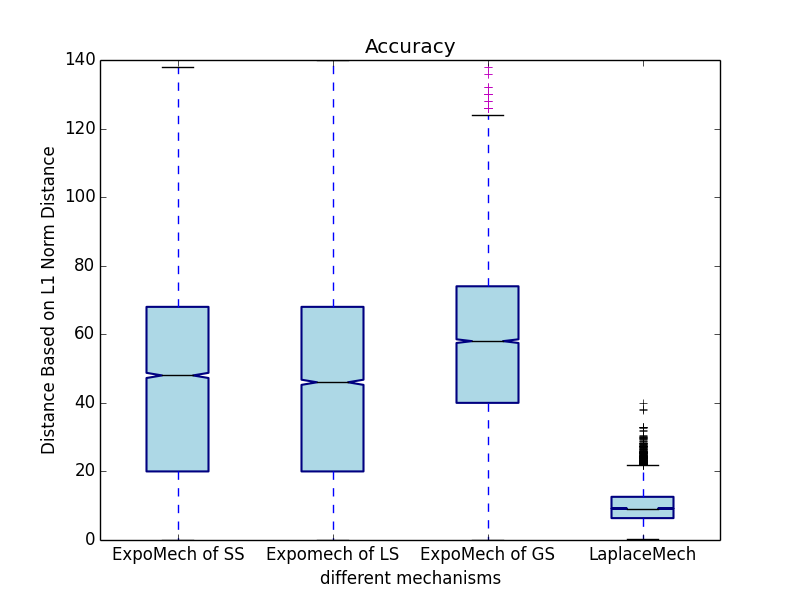 Accuracy
140
120
100
80
60
40
20
0
Distance Based on L1 Norm Distance
ExpoMech of SS Expomech of LS ExpoMech of GS LaplaceMech
different mechanisms